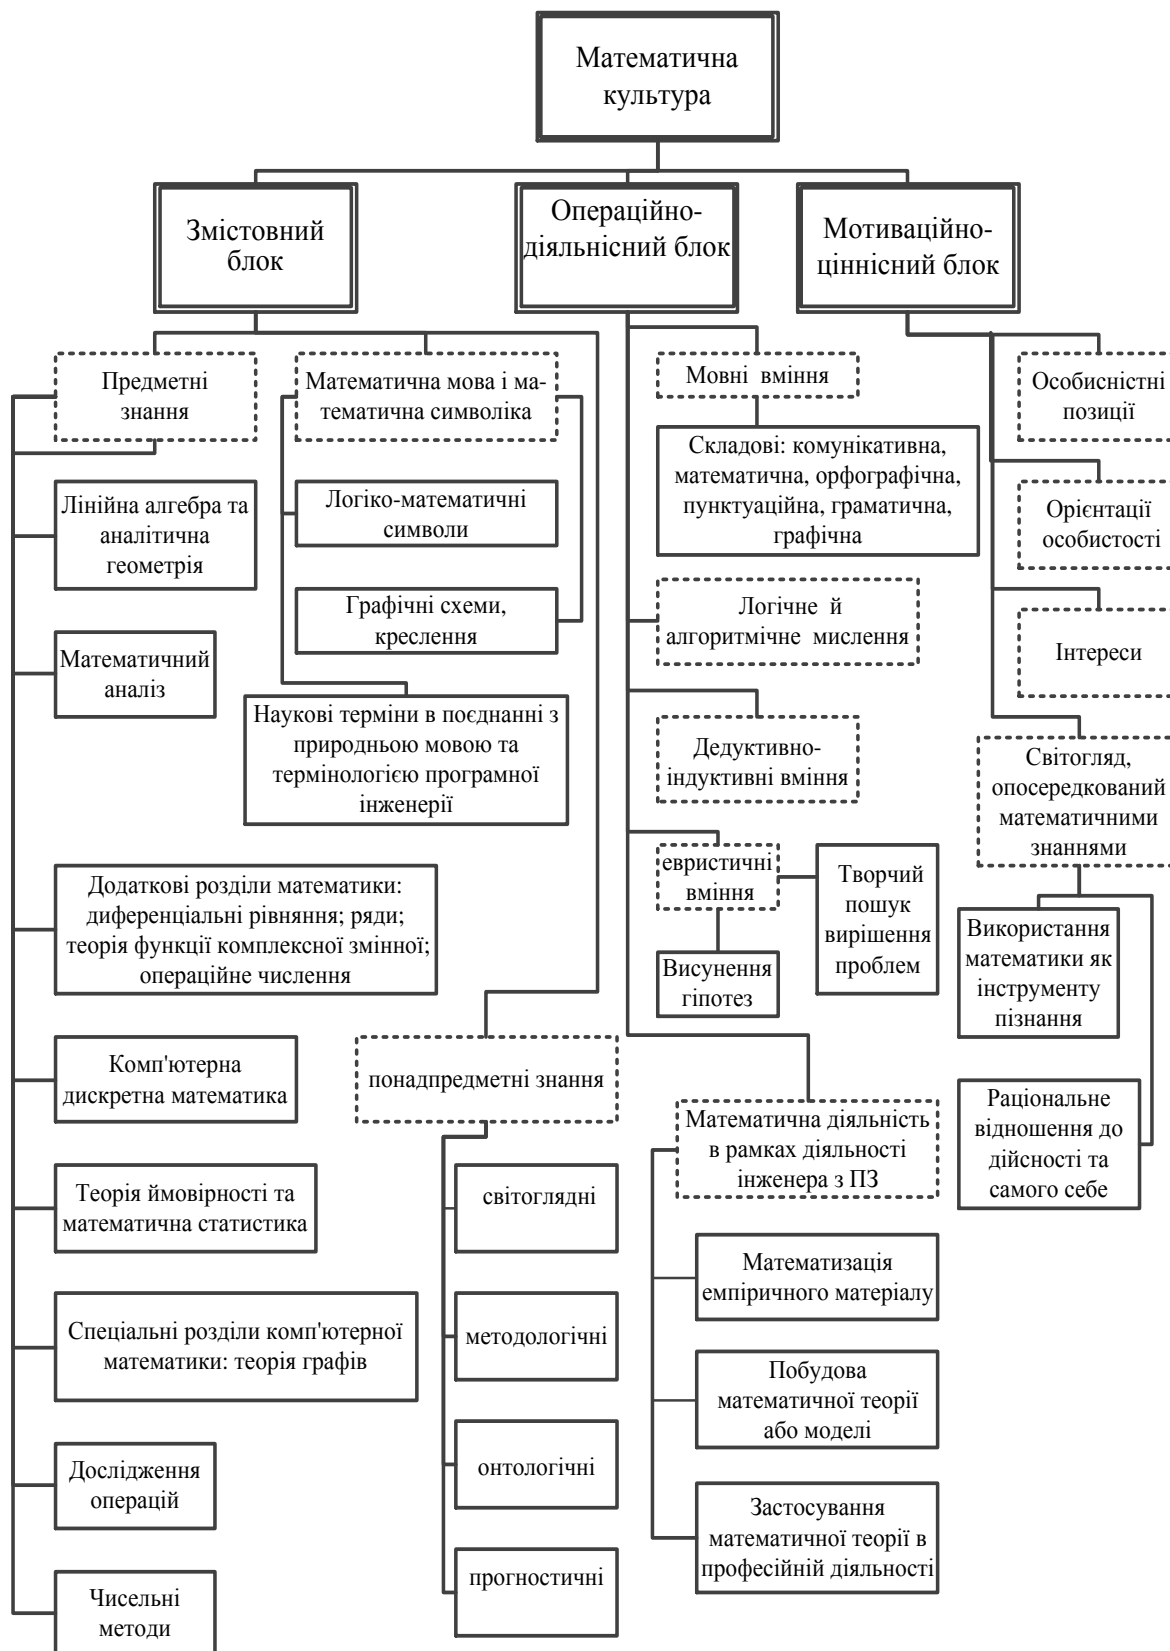 Математична
культура
Змістовний
блок
Операційно-
діяльнісний блок
Мотиваційно-
ціннісний блок
Предметні
знання
Лінійна алгебра та
аналітична
геометрія
Математичний
аналіз
Додаткові розділи математики:
диференціальні рівняння; ряди;
теорія функції комплексної змінної;
операційне числення
Комп'ютерна
дискретна математика
Теорія ймовірності та
математична статистика
Спеціальні розділи комп'ютерної
математики: теорія графів
Дослідження
операцій
Чисельні
методи
Математична мова і ма-
тематична символіка
Логіко-математичні
символи
Графічні схеми,
креслення
Наукові терміни в поєднанні з
природньою мовою та
термінологією програмної
інженерії
понадпредметні знання
світоглядні
методологічні
онтологічні
прогностичні
Мовні вміння
Складові: комунікативна,
математична, орфографічна,
пунктуаційна, граматична,
графічна
Логічне й
алгоритмічне мислення
Дедуктивно-
індуктивні вміння
евристичні
вміння
Творчий
пошук
вирішення
проблем
Висунення
гіпотез
Математична діяльність
в рамках діяльності
інженера з ПЗ
Математизація
емпіричного матеріалу
Побудова
математичної теорії
або моделі
Застосування
математичної теорії в
професійній діяльності
Особисністні
позиції
Орієнтації
особистості
Інтереси
Світогляд,
опосередкований
математичними
знаннями
Використання
математики як
інструменту
пізнання
Раціональне
відношення до
дійсності та
самого себе